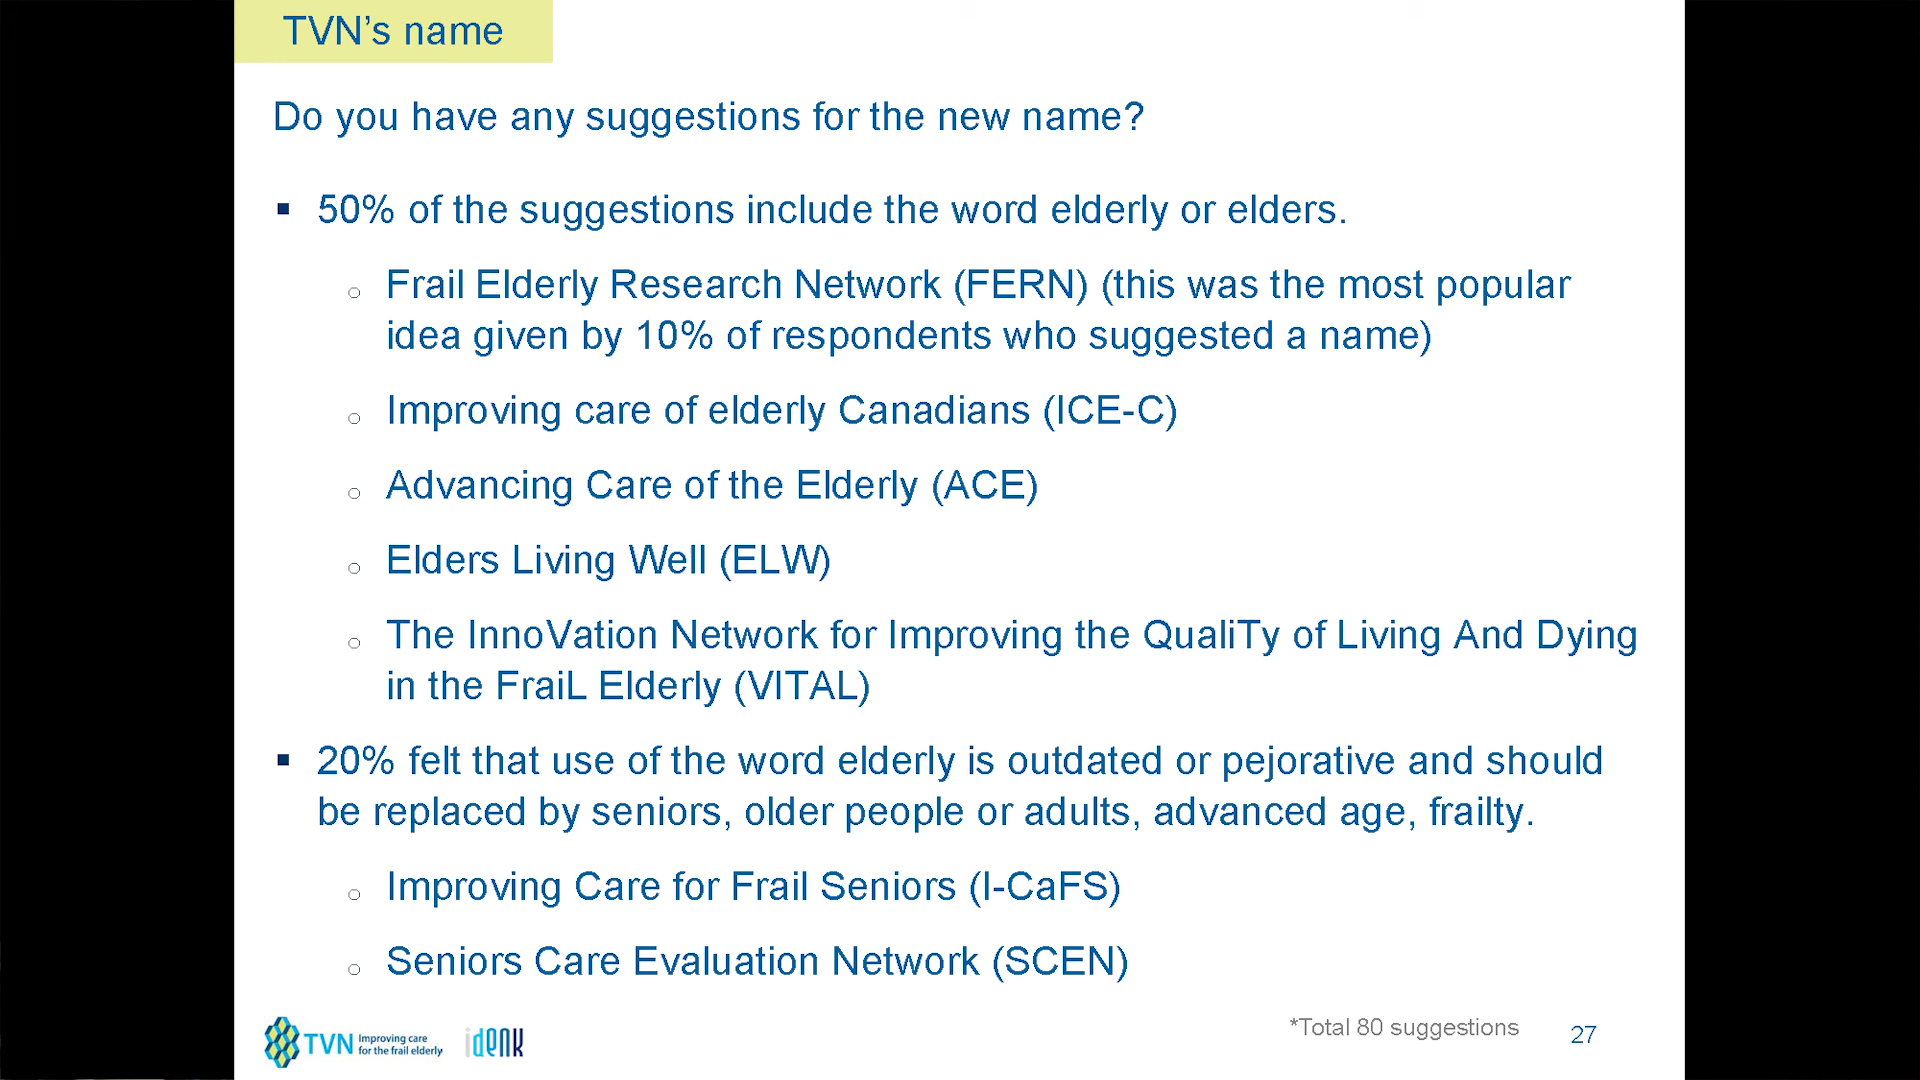 TVN’s name
Do you have any suggestions for the new name?
▪ 50% of the suggestions include the word elderly or elders.
o Frail Elderly Research Network (FERN) (this was the most popular
idea given by 10% of respondents who suggested a name)
o Improving care of elderly Canadians (ICE-C)
o Advancing Care of the Elderly (ACE)
o Elders Living Well (ELW)
o The InnoVation Network for Improving the QualiTy of Living And Dying
in the FraiL Elderly (VITAL)
▪ 20% felt that use of the word elderly is outdated or pejorative and should
be replaced by seniors, older people or adults, advanced age, frailty.
o Improving Care for Frail Seniors (I-CaFS)
o Seniors Care Evaluation Network (SCEN)
TVN Improving care
for the frail elderly
idenk
*Total 80 suggestions
27